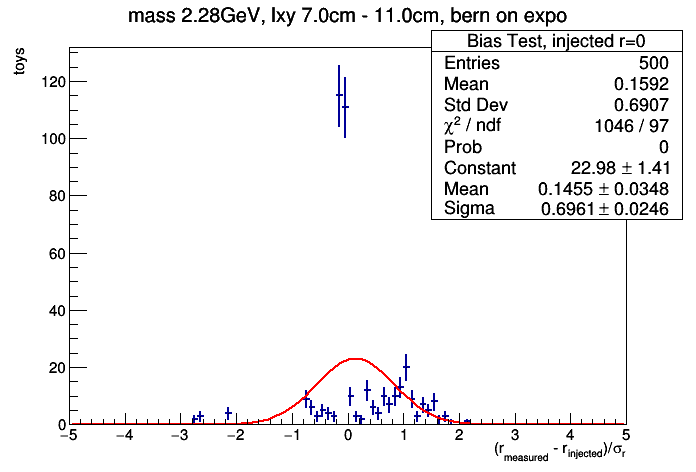 mass 2.28GeV, lxy 7.0cm - 11.0cm, bern on expo
toys
Bias Test, injected r=0
Entries 500
Mean 0.1592
Std Dev 0.6907
χ² / ndf 1046 / 97
Prob 0
Constant 22.98 ± 1.41
Mean 0.1455 ± 0.0348
Sigma 0.6961 ± 0.0246
120
100
80
60
40
20
0
−5 −4 −3 −2 −1 0 1 2 3 4 5
(r_measured - r_injected)/σ_r